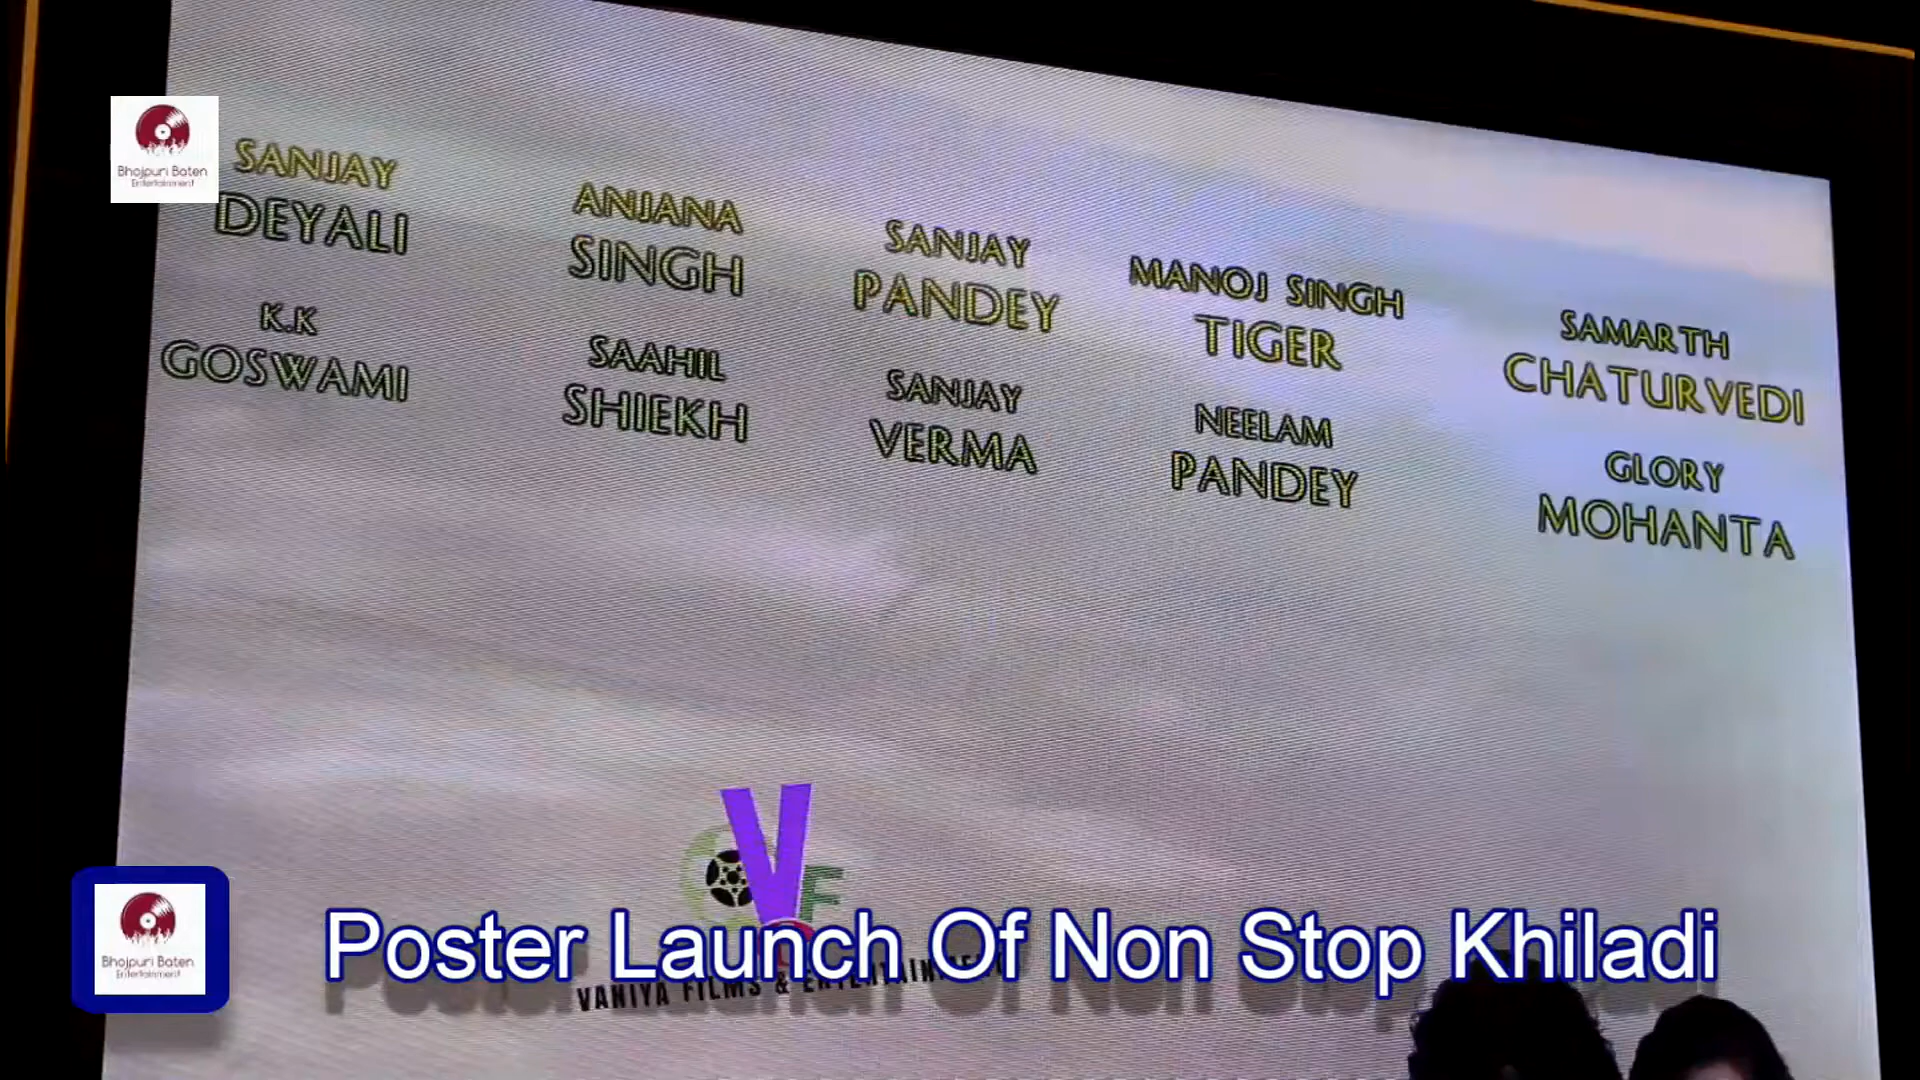 Bhojpuri Baten
Entertainment
SANJAY
DEYALI
ANJANA
SINGH
SANJAY
PANDEY
MANOJ SINGH
TIGER
SAMARTH
CHATURVEDI
K.K
GOSWAMI
SAAHIL
SHIEKH
SANJAY
VERMA
NEELAM
PANDEY
GLORY
MOHANTA
V
F
VANIYA FILMS &
Bhojpuri Baten
Entertainment
Poster Launch Of Non Stop Khiladi